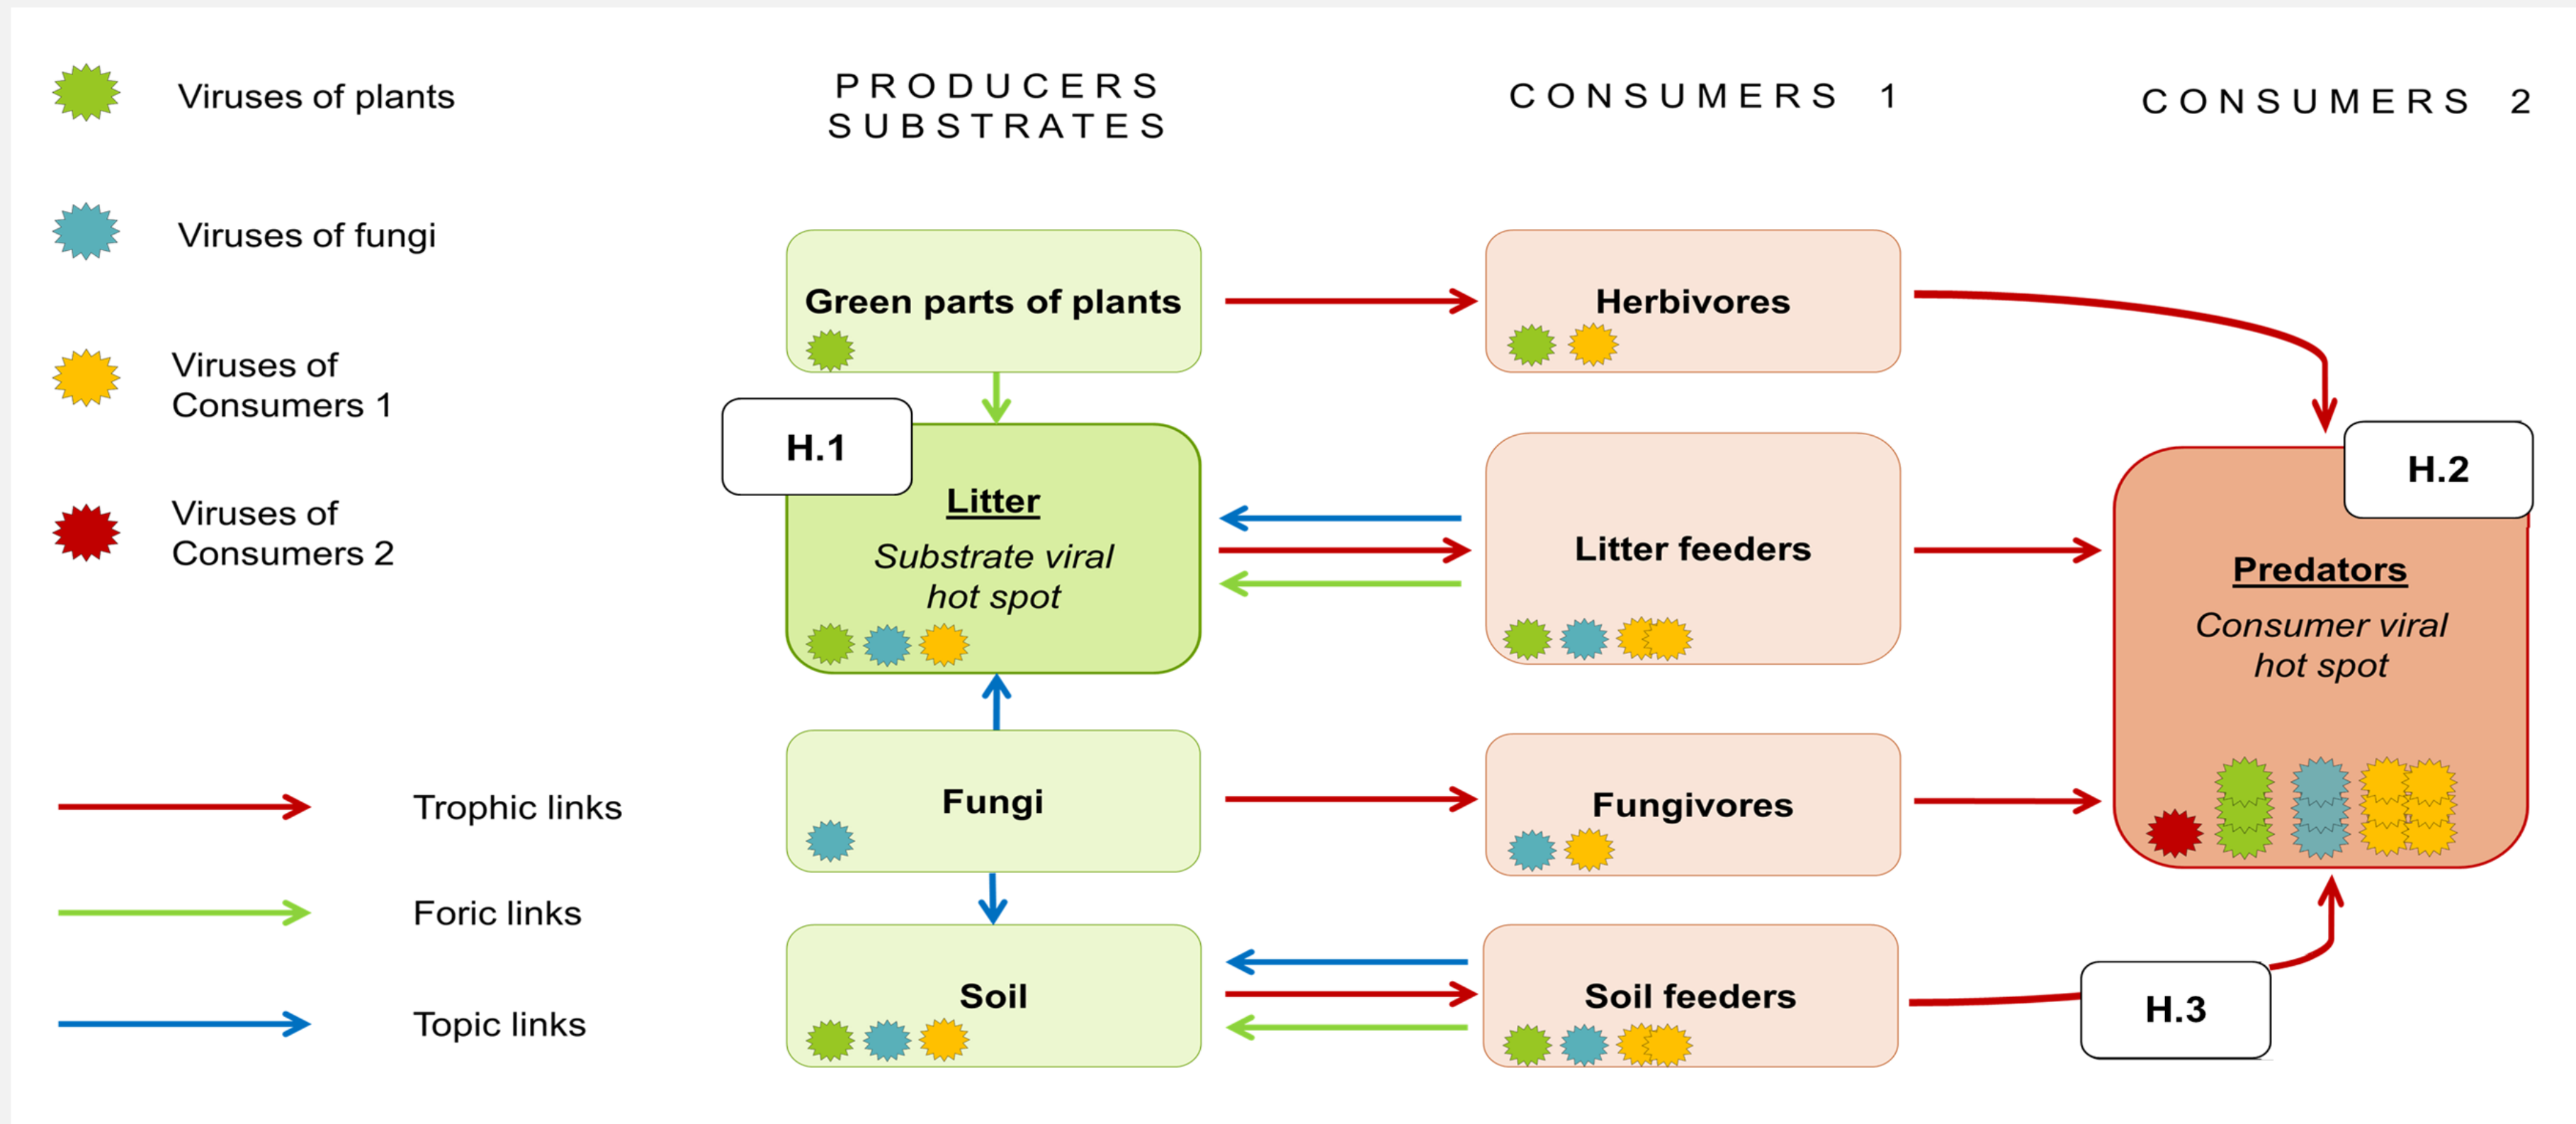 Viruses of plants
Viruses of fungi
Viruses of
Consumers 1
Viruses of
Consumers 2
Trophic links
Foric links
Topic links
PRODUCERS
SUBSTRATES
CONSUMERS 1
CONSUMERS 2
Green parts of plants
Herbivores
H.1
Litter
Substrate viral
hot spot
Litter feeders
H.2
Predators
Consumer viral
hot spot
Fungi
Fungivores
Soil
Soil feeders
H.3